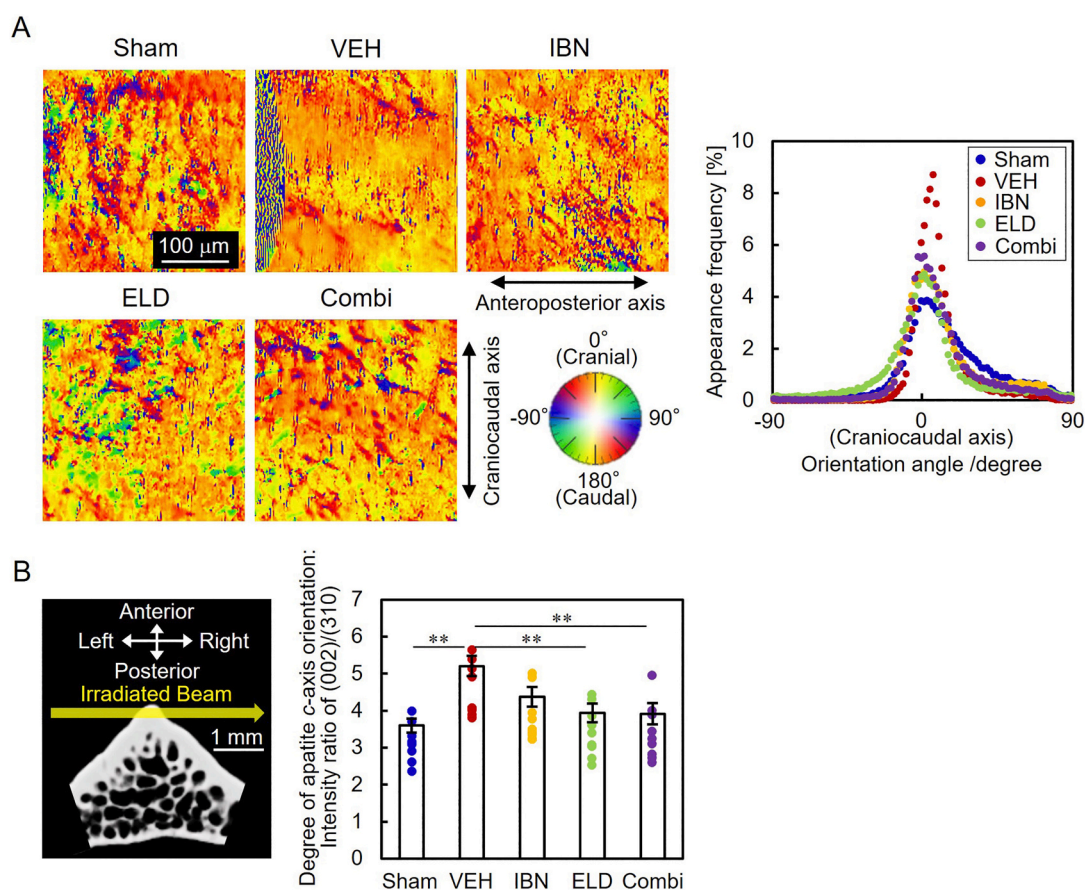 A
Sham
VEH
IBN
100 μm
ELD
Combi
Anteroposterior axis
Craniocaudal axis
0°
(Cranial)
-90°
90°
180°
(Caudal)
Appearance frequency [%]
10
8
6
4
2
0
Sham
VEH
IBN
ELD
Combi
-90
0
90
(Craniocaudal axis)
Orientation angle /degree
B
Anterior
Left
Right
Posterior
Irradiated Beam
1 mm
Degree of apatite c-axis orientation:
Intensity ratio of (002)/(310)
7
6
5
4
3
2
1
0
**
**
**
Sham
VEH
IBN
ELD
Combi